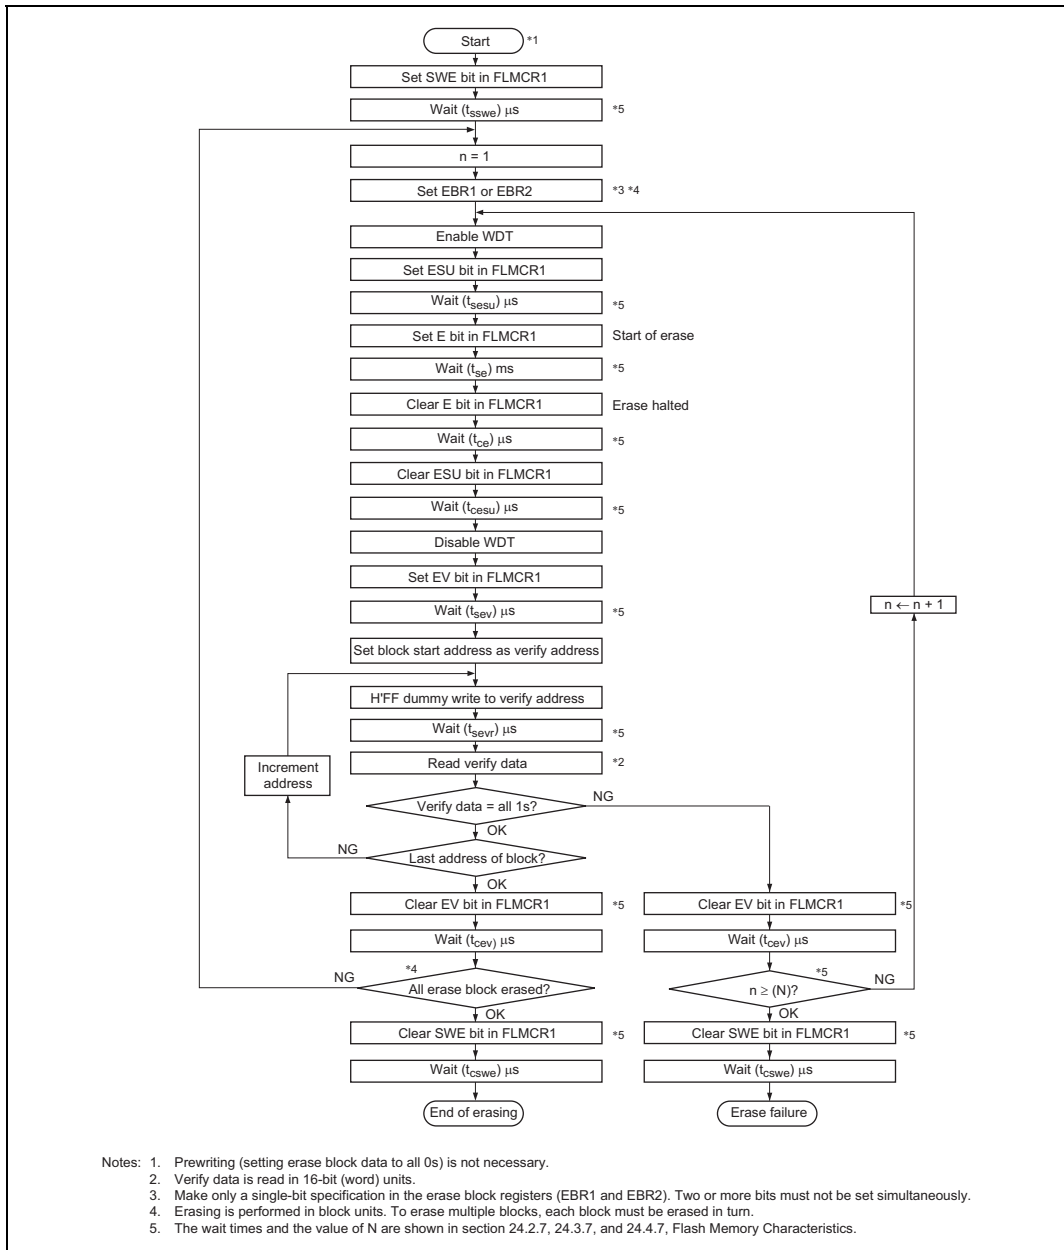 Start *1
Set SWE bit in FLMCR1
Wait (tsswe) μs *5
n = 1
Set EBR1 or EBR2 *3 *4
Enable WDT
Set ESU bit in FLMCR1
Wait (tsesu) μs *5
Set E bit in FLMCR1 Start of erase
Wait (tse) ms *5
Clear E bit in FLMCR1 Erase halted
Wait (tce) μs *5
Clear ESU bit in FLMCR1
Wait (tcesu) μs *5
Disable WDT
Set EV bit in FLMCR1
n ← n + 1
Wait (tsev) μs *5
Set block start address as verify address
H'FF dummy write to verify address
Wait (tsevr) μs *5
Read verify data *2
Increment
address
Verify data = all 1s? NG
OK
NG Last address of block?
OK
Clear EV bit in FLMCR1 *5 Clear EV bit in FLMCR1 *5
Wait (tcev) μs Wait (tcev) μs
NG *4 All erase block erased? n ≥ (N)? *5 NG
OK OK
Clear SWE bit in FLMCR1 *5 Clear SWE bit in FLMCR1 *5
Wait (tcswe) μs Wait (tcswe) μs
End of erasing Erase failure
Notes: 1. Prewriting (setting erase block data to all 0s) is not necessary.
2. Verify data is read in 16-bit (word) units.
3. Make only a single-bit specification in the erase block registers (EBR1 and EBR2). Two or more bits must not be set simultaneously.
4. Erasing is performed in block units. To erase multiple blocks, each block must be erased in turn.
5. The wait times and the value of N are shown in section 24.2.7, 24.3.7, and 24.4.7, Flash Memory Characteristics.